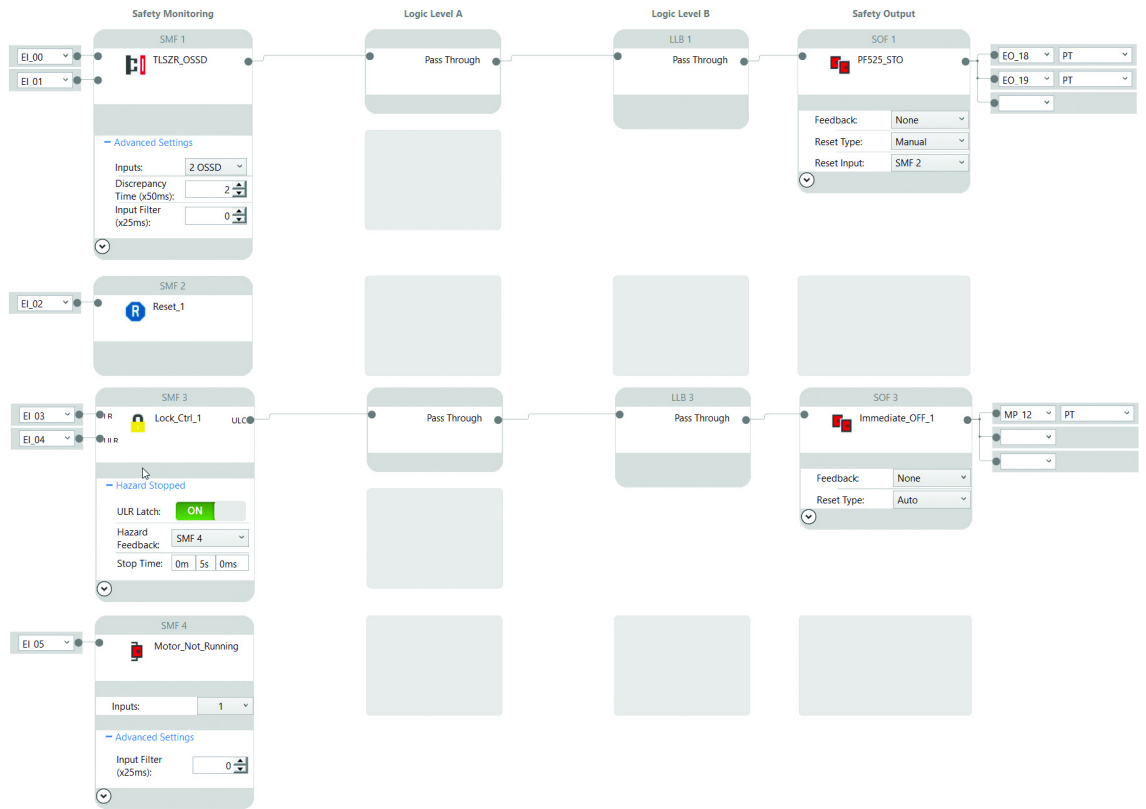 Safety Monitoring
Logic Level A
Logic Level B
Safety Output
SMF 1
EI_00
EI_01
TLSZR_OSSD
Advanced Settings
Inputs: 2 OSSD
Discrepancy
Time (x50ms): 2
Input Filter
(x25ms): 0
Pass Through
LLB 1
Pass Through
SOF 1
PF525_STO
Feedback: None
Reset Type: Manual
Reset Input: SMF 2
EO_18 PT
EO_19 PT
SMF 2
EI_02
R
Reset_1
SMF 3
EI_03
EI_04
LR
ULR
Lock_Ctrl_1
ULC
Hazard Stopped
ULR Latch: ON
Hazard
Feedback: SMF 4
Stop Time: 0m 5s 0ms
Pass Through
LLB 3
Pass Through
SOF 3
Immediate_OFF_1
Feedback: None
Reset Type: Auto
MP_12 PT
SMF 4
EI_05
Motor_Not_Running
Inputs: 1
Advanced Settings
Input Filter
(x25ms): 0